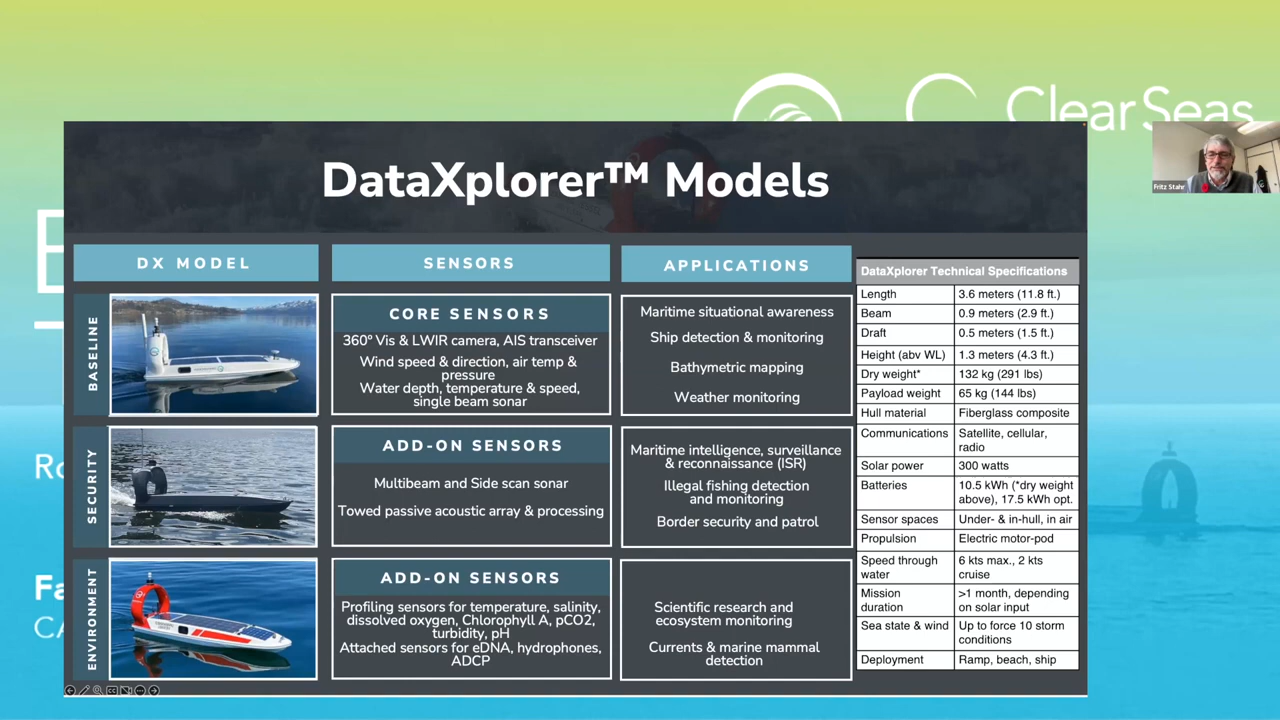 ClearSeas
DataXplorer™ Models
Fritz Stahr
DX MODEL
SENSORS
APPLICATIONS
BASELINE
CORE SENSORS
360º Vis & LWIR camera, AIS transceiver
Wind speed & direction, air temp &
pressure
Water depth, temperature & speed,
single beam sonar
Maritime situational awareness
Ship detection & monitoring
Bathymetric mapping
Weather monitoring
SECURITY
ADD-ON SENSORS
Multibeam and Side scan sonar
Towed passive acoustic array & processing
Maritime intelligence, surveillance
& reconnaissance (ISR)
Illegal fishing detection
and monitoring
Border security and patrol
ENVIRONMENT
ADD-ON SENSORS
Profiling sensors for temperature, salinity,
dissolved oxygen, Chlorophyll A, pCO2,
turbidity, pH
Attached sensors for eDNA, hydrophones,
ADCP
Scientific research and
ecosystem monitoring
Currents & marine mammal
detection
DataXplorer Technical Specifications
Length 3.6 meters (11.8 ft.)
Beam 0.9 meters (2.9 ft.)
Draft 0.5 meters (1.5 ft.)
Height (abv WL) 1.3 meters (4.3 ft.)
Dry weight* 132 kg (291 lbs)
Payload weight 65 kg (144 lbs)
Hull material Fiberglass composite
Communications Satellite, cellular,
radio
Solar power 300 watts
Batteries 10.5 kWh (*dry weight
above), 17.5 kWh opt.
Sensor spaces Under- & in-hull, in air
Propulsion Electric motor-pod
Speed through 6 kts max., 2 kts
water cruise
Mission >1 month, depending
duration on solar input
Sea state & wind Up to force 10 storm
conditions
Deployment Ramp, beach, ship